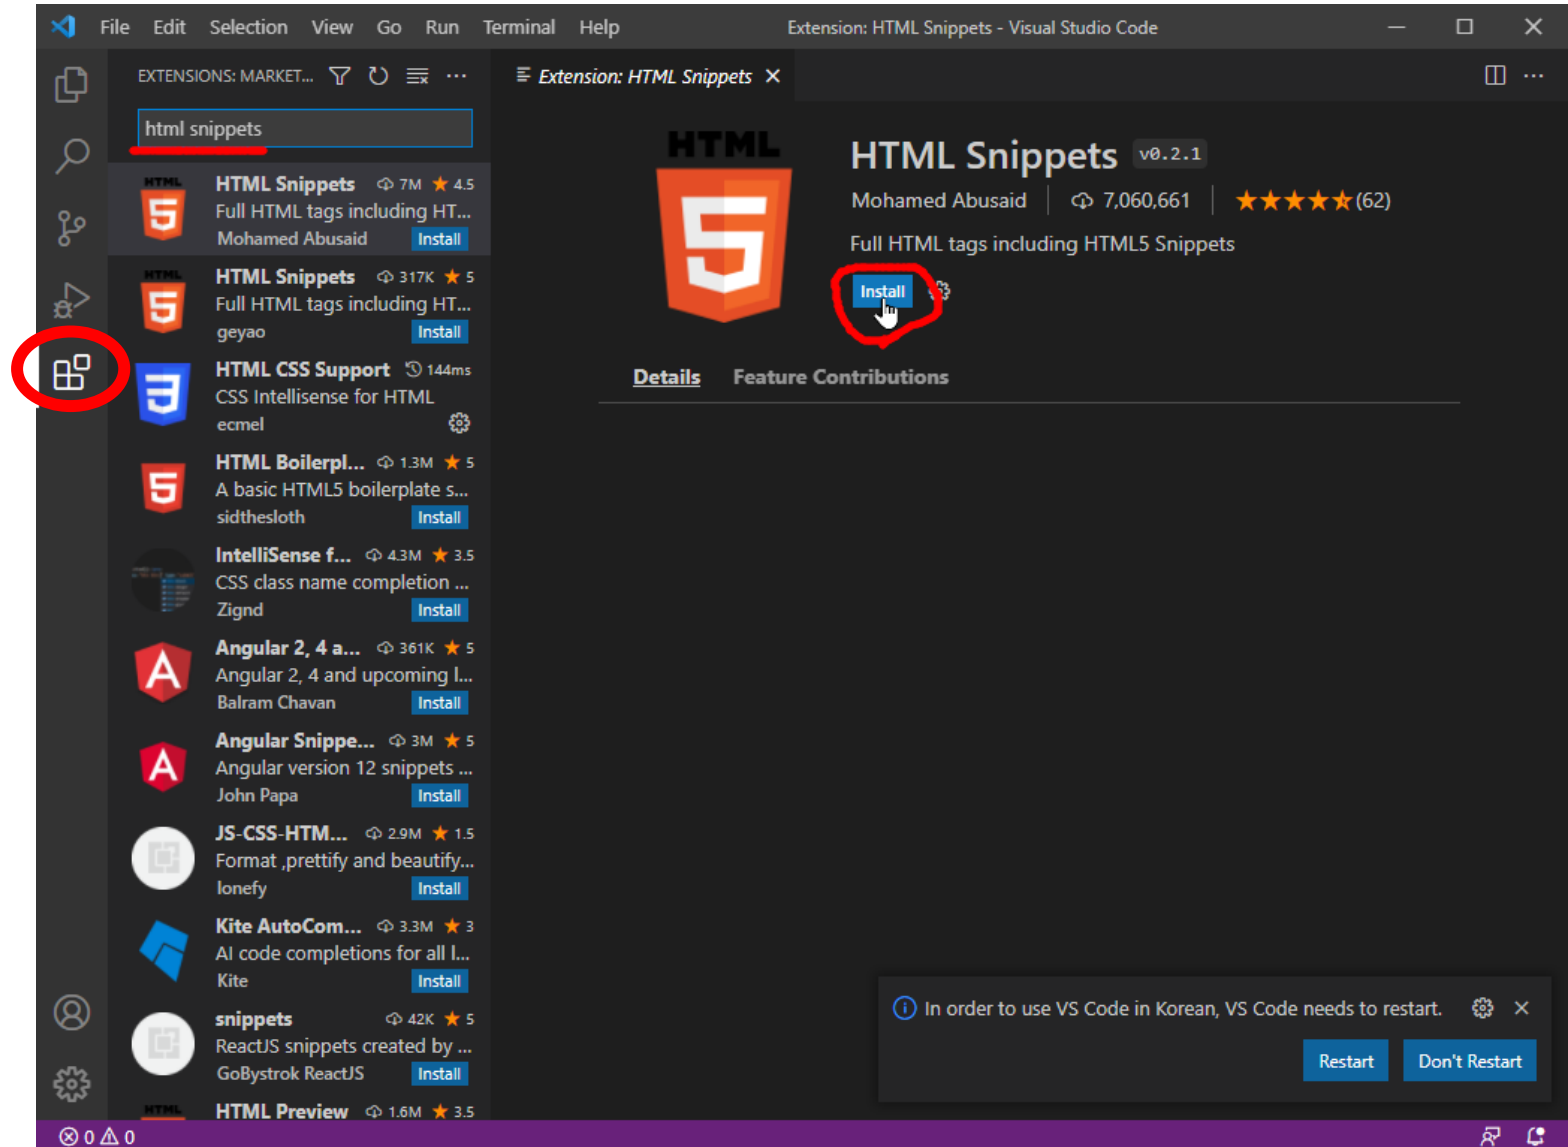 File Edit Selection View Go Run Terminal Help
Extension: HTML Snippets - Visual Studio Code
EXTENSIONS: MARKET...
Extension: HTML Snippets
html snippets
HTML Snippets 7M 4.5
Full HTML tags including HT...
Mohamed Abusaid Install
HTML Snippets 317K 5
Full HTML tags including HT...
geyao Install
HTML CSS Support 144ms
CSS Intellisense for HTML
ecmel
HTML Boilerpl... 1.3M 5
A basic HTML5 boilerplate s...
sidthesloth Install
IntelliSense f... 4.3M 3.5
CSS class name completion ...
Zignd Install
Angular 2, 4 a... 361K 5
Angular 2, 4 and upcoming l...
Balram Chavan Install
Angular Snippe... 3M 5
Angular version 12 snippets ...
John Papa Install
JS-CSS-HTM... 2.9M 1.5
Format ,prettify and beautify...
lonefy Install
Kite AutoCom... 3.3M 3
AI code completions for all l...
Kite Install
snippets 42K 5
ReactJS snippets created by ...
GoBystrok ReactJS Install
HTML Preview 1.6M 3.5
HTML
5
HTML Snippets v0.2.1
Mohamed Abusaid 7,060,661 (62)
Full HTML tags including HTML5 Snippets
Install
Details Feature Contributions
In order to use VS Code in Korean, VS Code needs to restart.
Restart Don't Restart
0 0